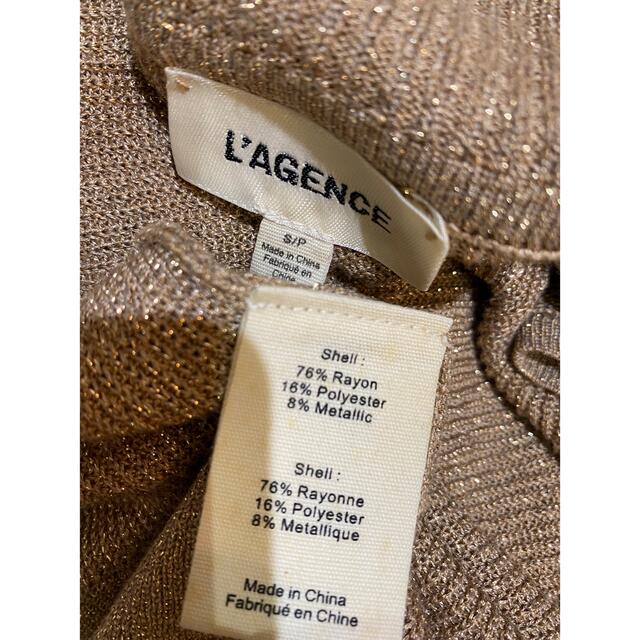 L'AGENCE
S/P
Made in China
Fabriqué en
Chine
Shell :
76% Rayon
16% Polyester
8% Metallic
Shell :
76% Rayonne
16% Polyester
8% Metallique
Made in China
Fabriqué en Chine